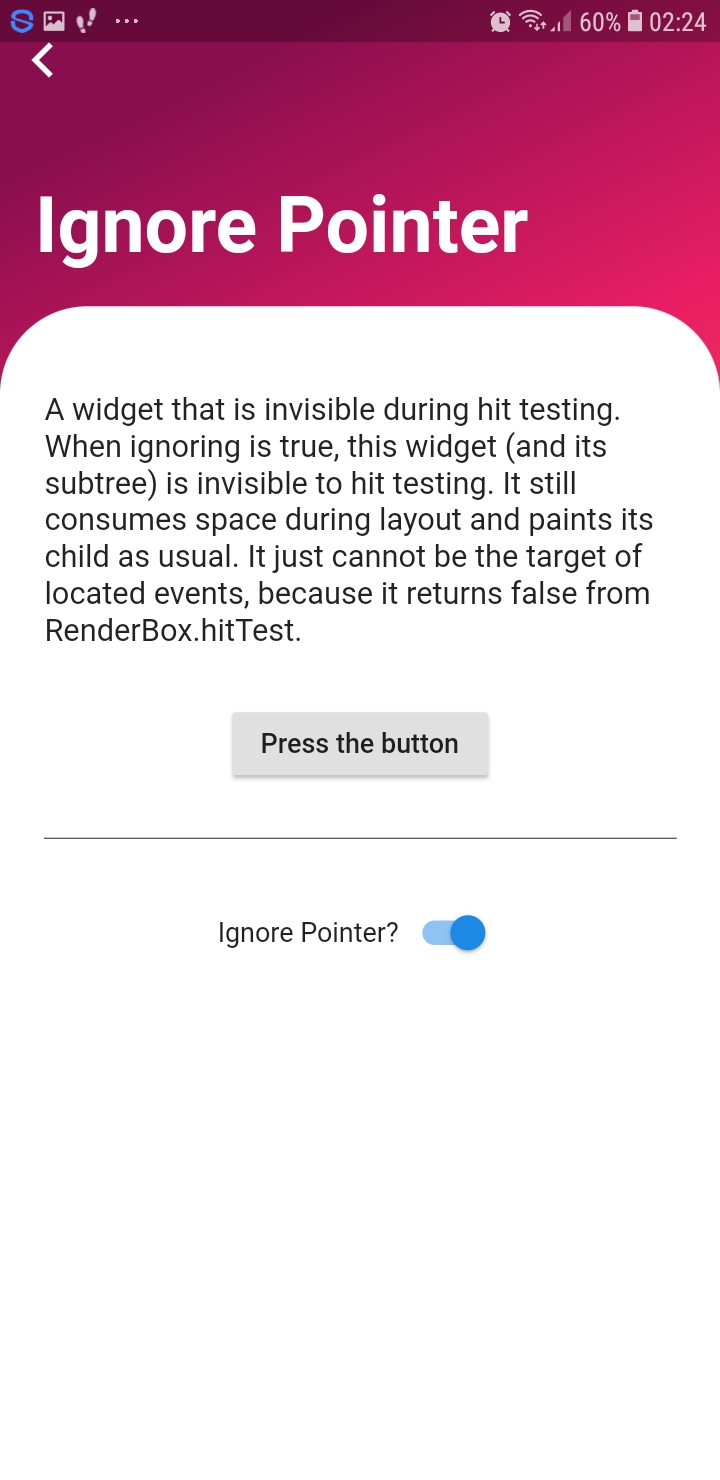 60% 02:24
Ignore Pointer
A widget that is invisible during hit testing.
When ignoring is true, this widget (and its
subtree) is invisible to hit testing. It still
consumes space during layout and paints its
child as usual. It just cannot be the target of
located events, because it returns false from
RenderBox.hitTest.
Press the button
Ignore Pointer?